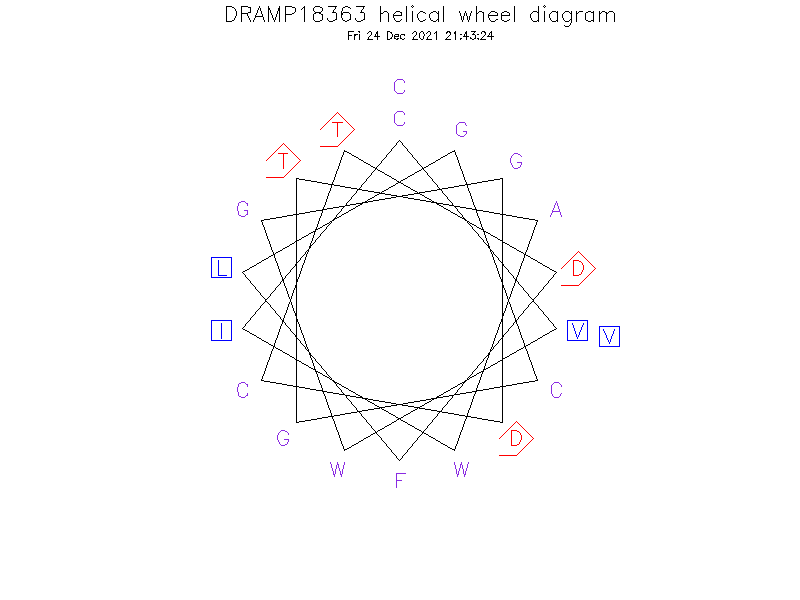 DRAMP18363 helical wheel diagram
Fri 24 Dec 2021 21:43:24
C
C
T G
T G
G A
L D
I V V
C C
G D
W W
F